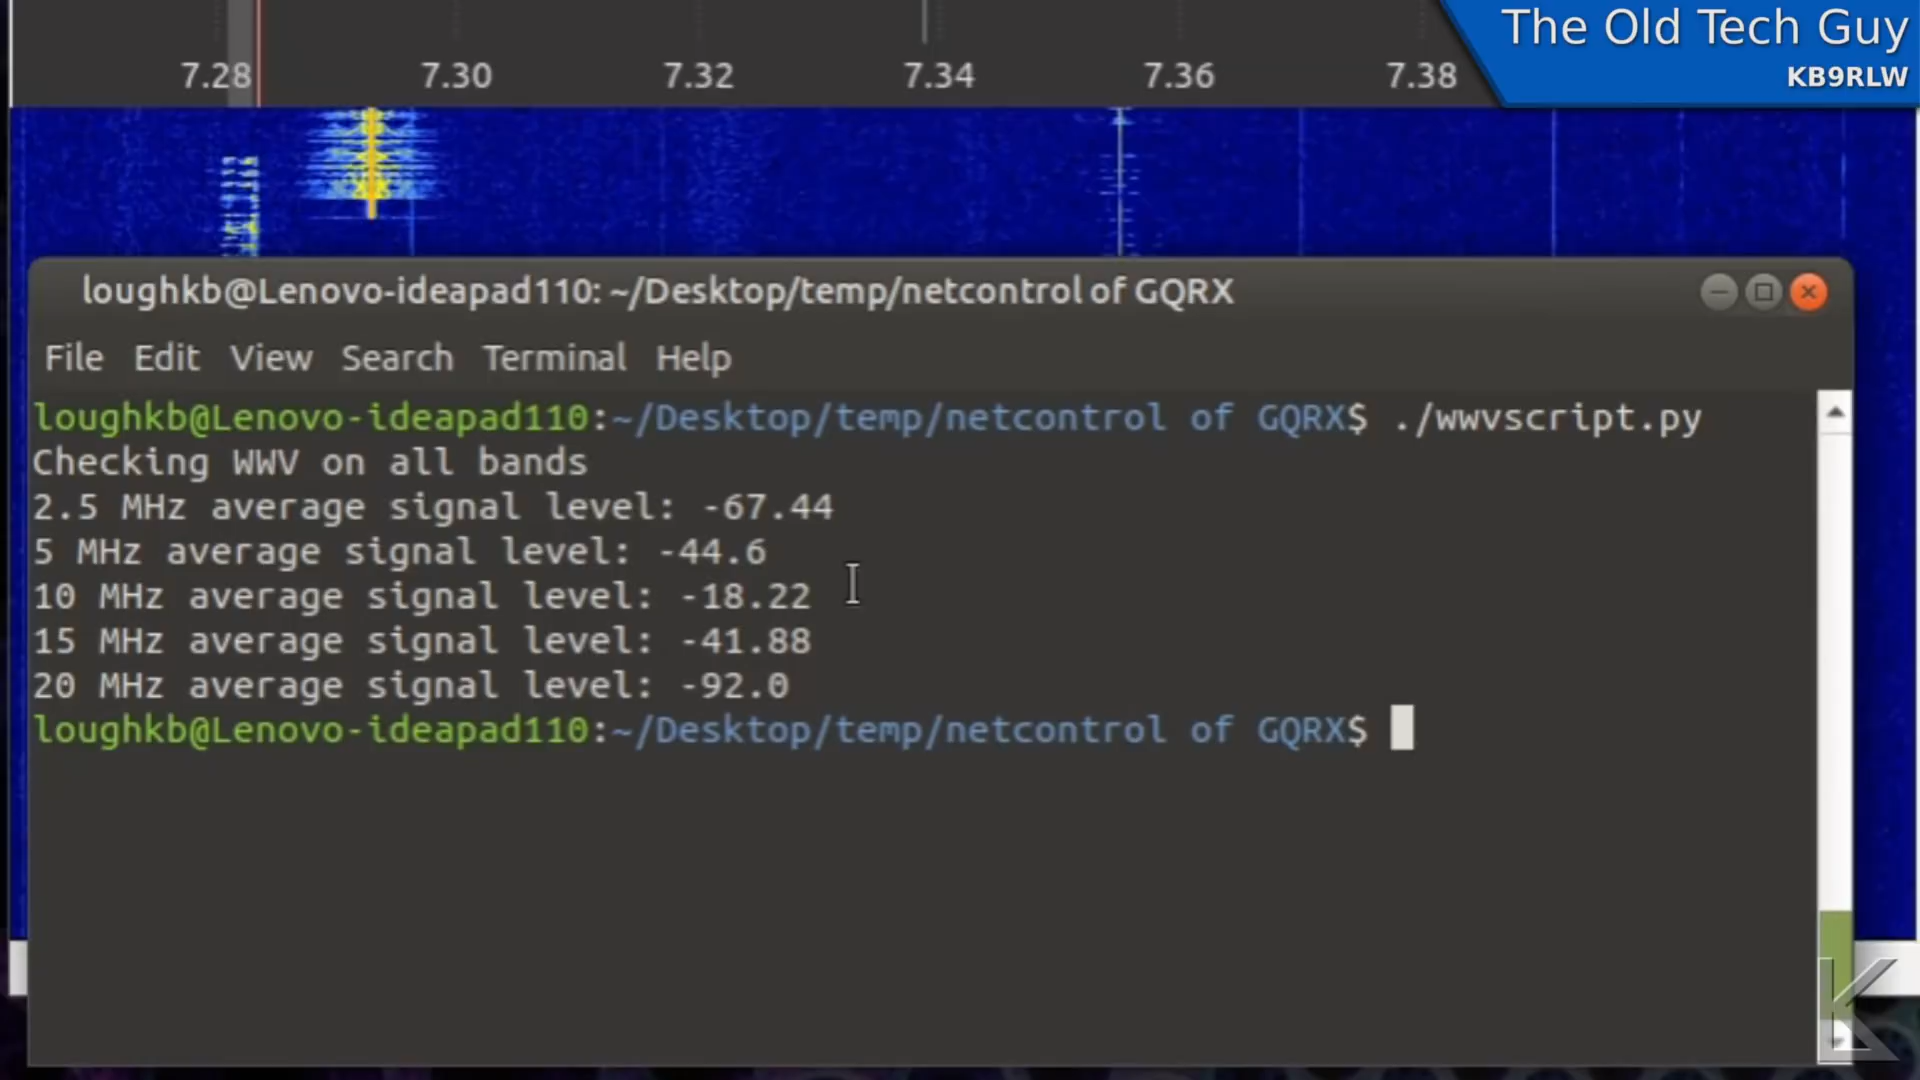 The Old Tech Guy
KB9RLW
7.28 7.30 7.32 7.34 7.36 7.38
loughkb@Lenovo-ideapad110: ~/Desktop/temp/netcontrol of GQRX
File Edit View Search Terminal Help
loughkb@Lenovo-ideapad110:~/Desktop/temp/netcontrol of GQRX$ ./wwvscript.py
Checking WWV on all bands
2.5 MHz average signal level: -67.44
5 MHz average signal level: -44.6
10 MHz average signal level: -18.22
15 MHz average signal level: -41.88
20 MHz average signal level: -92.0
loughkb@Lenovo-ideapad110:~/Desktop/temp/netcontrol of GQRX$
K